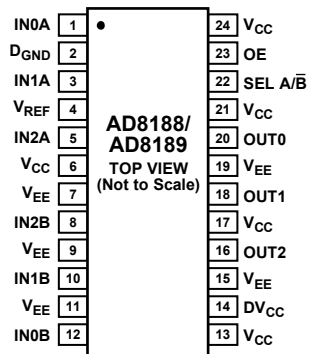 IN0A 1 24 VCC
DGND 2 23 OE
IN1A 3 22 SEL A/B̅
VREF 4 21 VCC
IN2A 5 20 OUT0
VCC 6 19 VEE
VEE 7 18 OUT1
IN2B 8 17 VCC
VEE 9 16 OUT2
IN1B 10 15 VEE
VEE 11 14 DVCC
IN0B 12 13 VCC
AD8188/
AD8189
TOP VIEW
(Not to Scale)